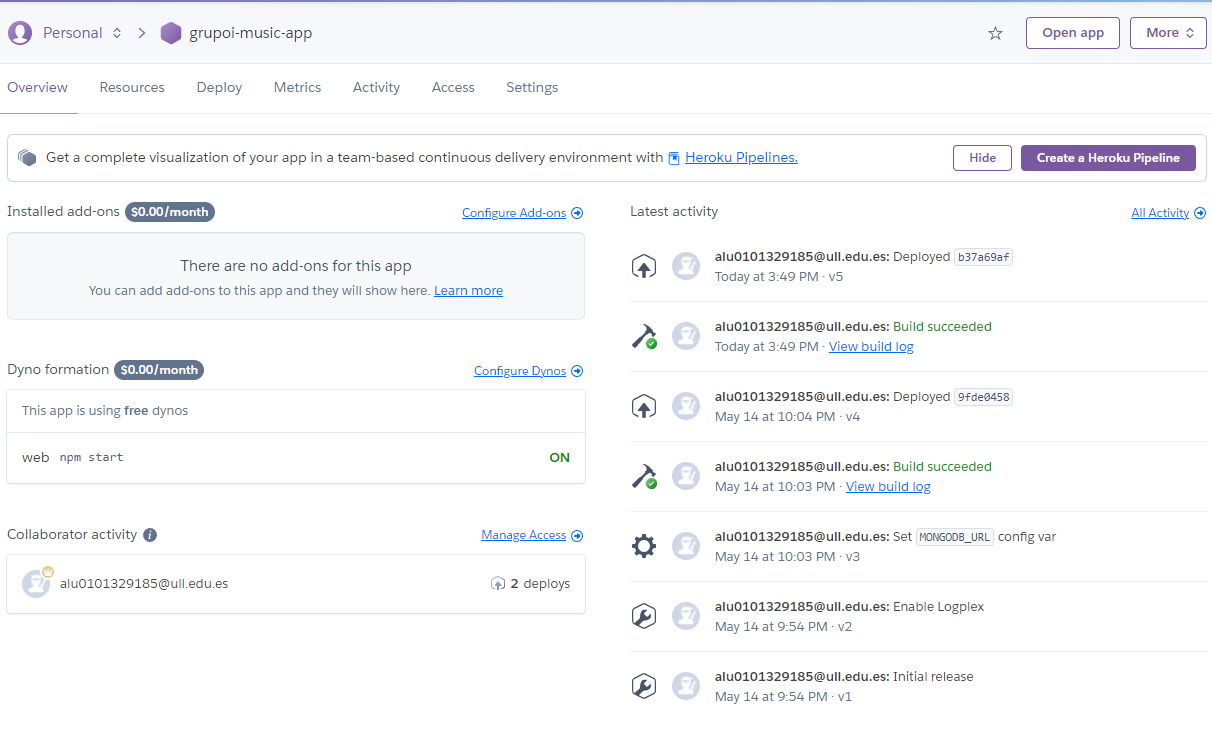 Personal grupoi-music-app Open app More
Overview Resources Deploy Metrics Activity Access Settings
Get a complete visualization of your app in a team-based continuous delivery environment with Heroku Pipelines. Hide Create a Heroku Pipeline
Installed add-ons $0.00/month Configure Add-ons
There are no add-ons for this app
You can add add-ons to this app and they will show here. Learn more
Dyno formation $0.00/month Configure Dynos
This app is using free dynos
web npm start ON
Collaborator activity i Manage Access
alu0101329185@ull.edu.es 2 deploys
Latest activity All Activity
alu0101329185@ull.edu.es: Deployed b37a69af
Today at 3:49 PM · v5
alu0101329185@ull.edu.es: Build succeeded
Today at 3:49 PM · View build log
alu0101329185@ull.edu.es: Deployed 9fde0458
May 14 at 10:04 PM · v4
alu0101329185@ull.edu.es: Build succeeded
May 14 at 10:03 PM · View build log
alu0101329185@ull.edu.es: Set MONGODB_URL config var
May 14 at 10:03 PM · v3
alu0101329185@ull.edu.es: Enable Logplex
May 14 at 9:54 PM · v2
alu0101329185@ull.edu.es: Initial release
May 14 at 9:54 PM · v1